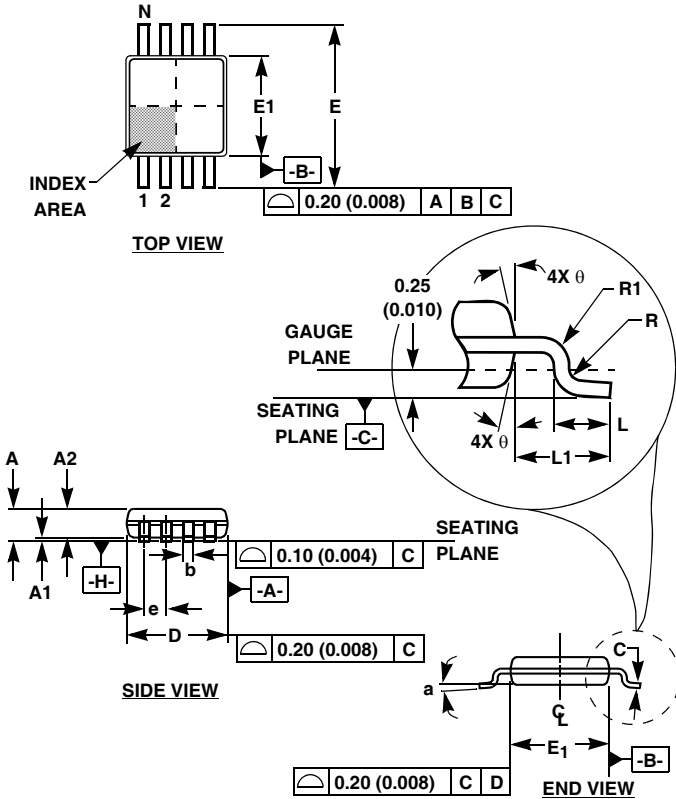 N
E1
E
-B-
INDEX
AREA
1 2
0.20 (0.008) A B C
TOP VIEW
0.25
(0.010)
4X θ
R1
R
GAUGE
PLANE
SEATING
PLANE -C-
4X θ
L
L1
A A2
SEATING
PLANE
A1
-H-
b
0.10 (0.004) C
-A-
e
D
0.20 (0.008) C
SIDE VIEW
C
a
CL
E1
-B-
0.20 (0.008) C D
END VIEW